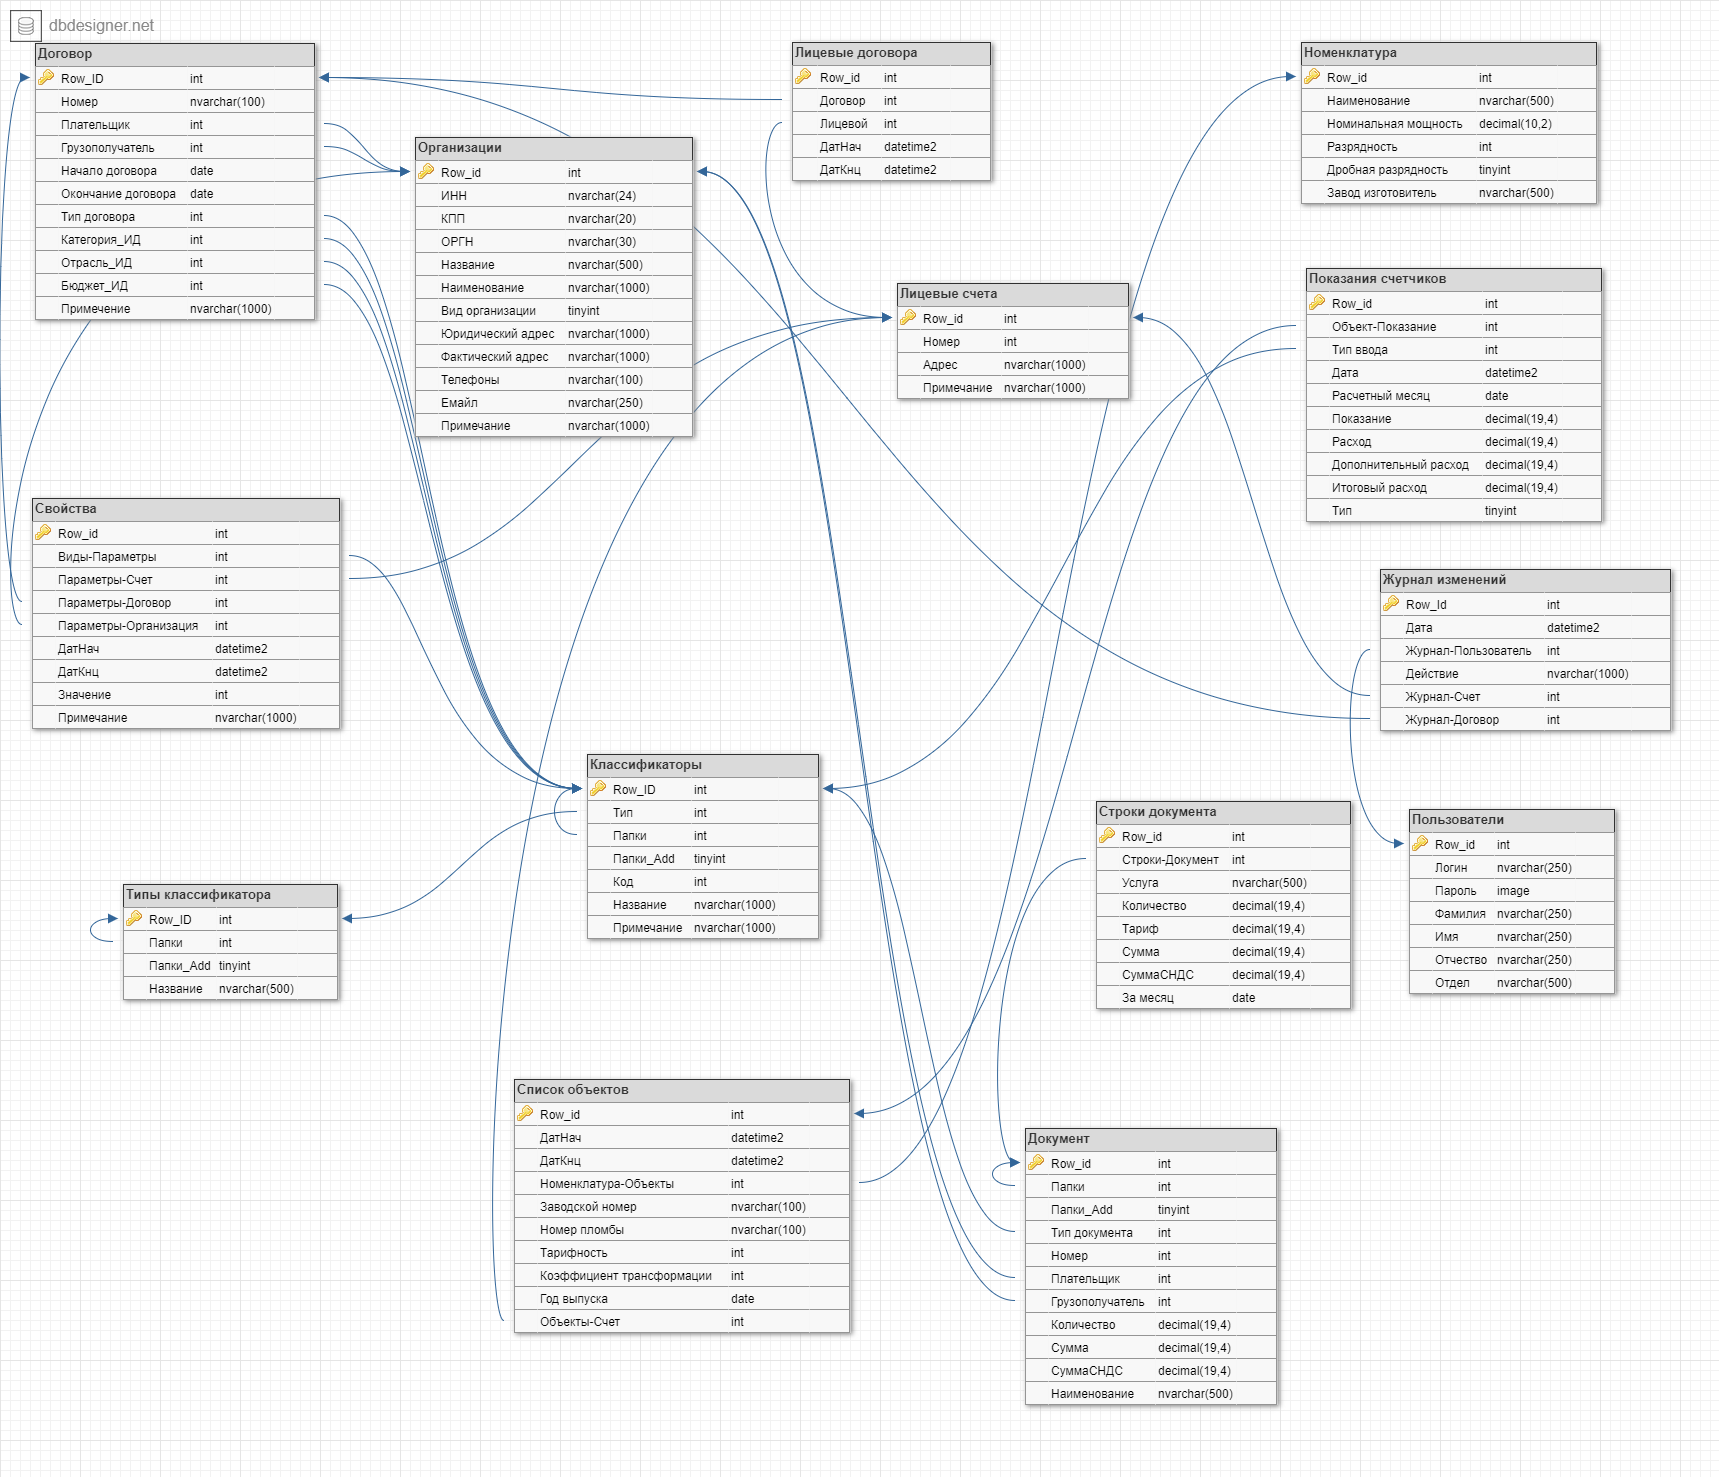 dbdesigner.net
Договор
Row_ID int
Номер nvarchar(100)
Плательщик int
Грузополучатель int
Начало договора date
Окончание договора date
Тип договора int
Категория_ИД int
Отрасль_ИД int
Бюджет_ИД int
Примечение nvarchar(1000)
Организации
Row_id int
ИНН nvarchar(24)
КПП nvarchar(20)
ОРГН nvarchar(30)
Название nvarchar(500)
Наименование nvarchar(1000)
Вид организации tinyint
Юридический адрес nvarchar(1000)
Фактический адрес nvarchar(1000)
Телефоны nvarchar(100)
Емайл nvarchar(250)
Примечание nvarchar(1000)
Лицевые договора
Row_id int
Договор int
Лицевой int
ДатНач datetime2
ДатКнц datetime2
Номенклатура
Row_id int
Наименование nvarchar(500)
Номинальная мощность decimal(10,2)
Разрядность int
Дробная разрядность tinyint
Завод изготовитель nvarchar(500)
Лицевые счета
Row_id int
Номер int
Адрес nvarchar(1000)
Примечание nvarchar(1000)
Показания счетчиков
Row_id int
Объект-Показание int
Тип ввода int
Дата datetime2
Расчетный месяц date
Показание decimal(19,4)
Расход decimal(19,4)
Дополнительный расход decimal(19,4)
Итоговый расход decimal(19,4)
Тип tinyint
Свойства
Row_id int
Виды-Параметры int
Параметры-Счет int
Параметры-Договор int
Параметры-Организация int
ДатНач datetime2
ДатКнц datetime2
Значение int
Примечание nvarchar(1000)
Журнал изменений
Row_Id int
Дата datetime2
Журнал-Пользователь int
Действие nvarchar(1000)
Журнал-Счет int
Журнал-Договор int
Классификаторы
Row_ID int
Тип int
Папки int
Папки_Add tinyint
Код int
Название nvarchar(1000)
Примечание nvarchar(1000)
Строки документа
Row_id int
Строки-Документ int
Услуга nvarchar(500)
Количество decimal(19,4)
Тариф decimal(19,4)
Сумма decimal(19,4)
СуммаСНДС decimal(19,4)
За месяц date
Пользователи
Row_id int
Логин nvarchar(250)
Пароль image
Фамилия nvarchar(250)
Имя nvarchar(250)
Отчество nvarchar(250)
Отдел nvarchar(500)
Типы классификатора
Row_ID int
Папки int
Папки_Add tinyint
Название nvarchar(500)
Список объектов
Row_id int
ДатНач datetime2
ДатКнц datetime2
Номенклатура-Объекты int
Заводской номер nvarchar(100)
Номер пломбы nvarchar(100)
Тарифность int
Коэффициент трансформации int
Год выпуска date
Объекты-Счет int
Документ
Row_id int
Папки int
Папки_Add tinyint
Тип документа int
Номер int
Плательщик int
Грузополучатель int
Количество decimal(19,4)
Сумма decimal(19,4)
СуммаСНДС decimal(19,4)
Наименование nvarchar(500)